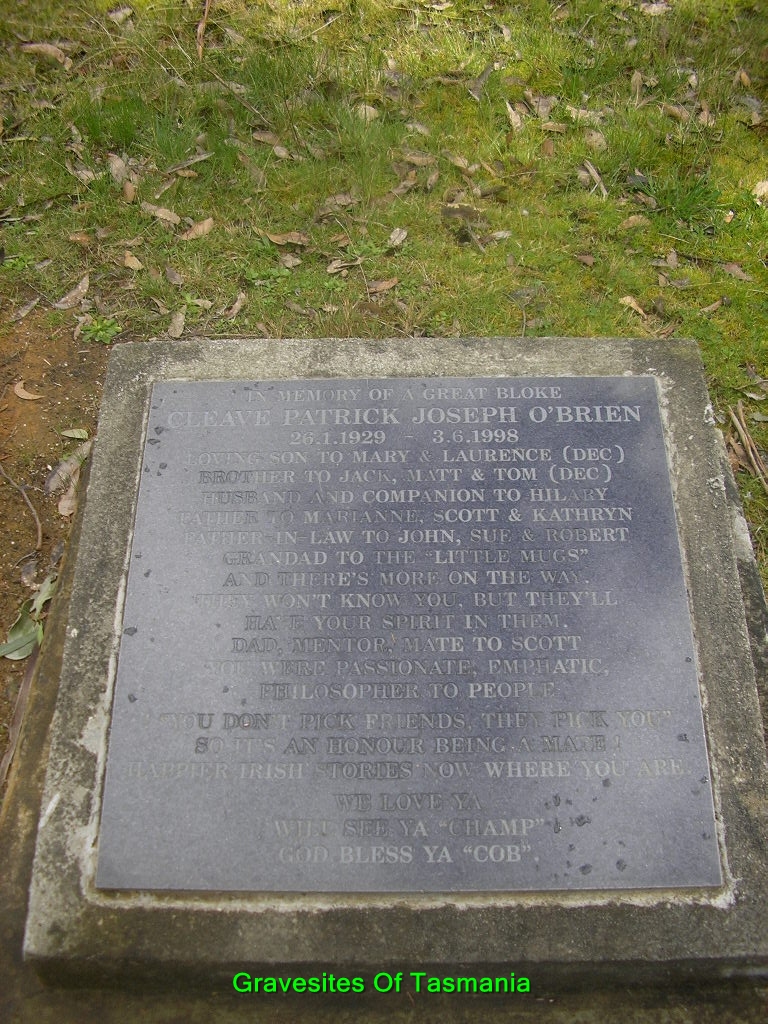 IN MEMORY OF A GREAT BLOKE
CLEAVE PATRICK JOSEPH O'BRIEN
26.1.1929 - 3.6.1998
LOVING SON TO MARY & LAURENCE (DEC)
BROTHER TO JACK, MATT & TOM (DEC)
HUSBAND AND COMPANION TO HILARY
FATHER TO MARIANNE, SCOTT & KATHRYN
FATHER-IN-LAW TO JOHN, SUE & ROBERT
GRANDAD TO THE "LITTLE MUGS"
AND THERE'S MORE ON THE WAY.
THEY WON'T KNOW YOU, BUT THEY'LL
HAVE YOUR SPIRIT IN THEM.
DAD, MENTOR, MATE TO SCOTT
YOU WERE PASSIONATE, EMPHATIC,
PHILOSOPHER TO PEOPLE.
"YOU DON'T PICK FRIENDS, THEY PICK YOU"
SO IT'S AN HONOUR BEING A MATE!
HAPPIER IRISH STORIES NOW WHERE YOU ARE.
WE LOVE YA
WILL SEE YA "CHAMP"
GOD BLESS YA "COB".
Gravesites Of Tasmania